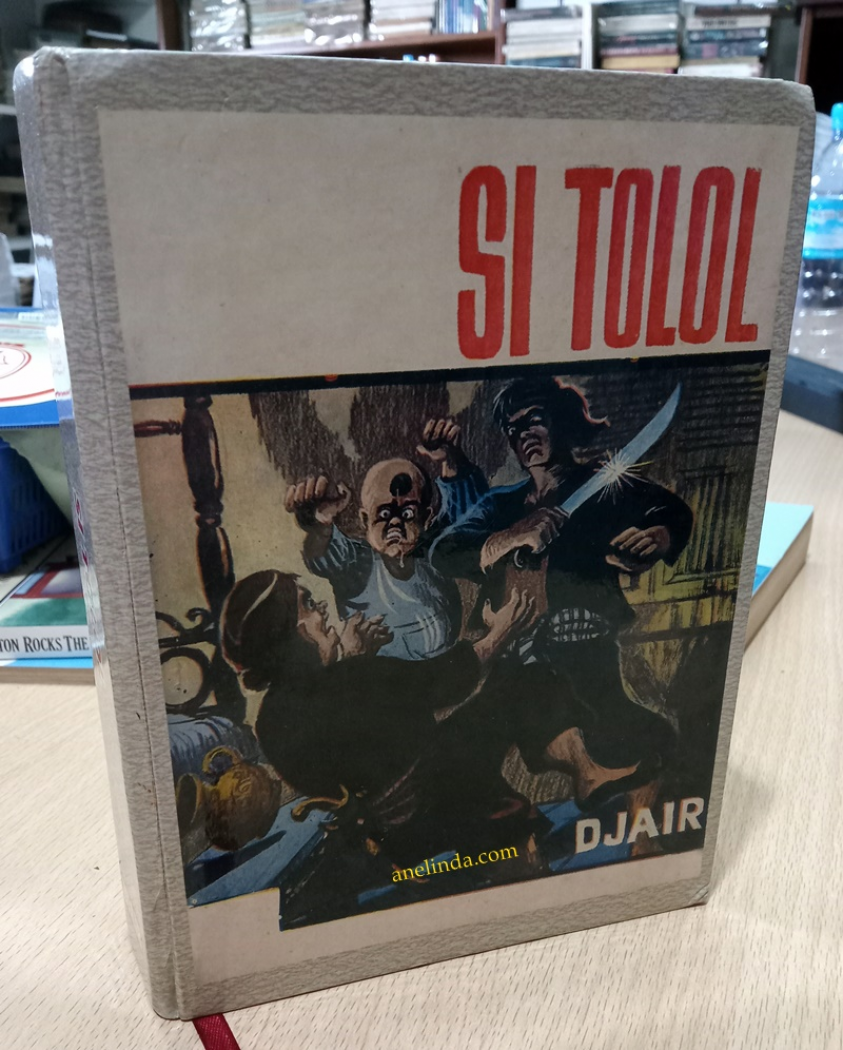 SI TOLOL
DJAIR
anelinda.com
TON ROCKS THE